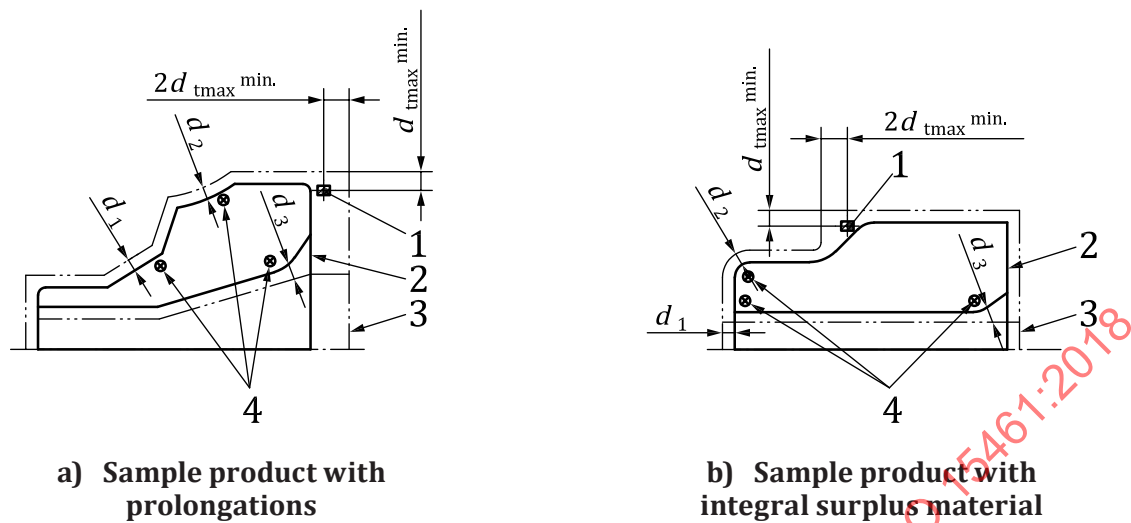 2d tmax min.
d tmax min.
d 2
d 1
d 3
1
2
3
4
a) Sample product with
prolongations
d tmax min.
2d tmax min.
1
d 2
2
d 3
d 1
3
4
b) Sample product with
integral surplus material
O 15461:2018